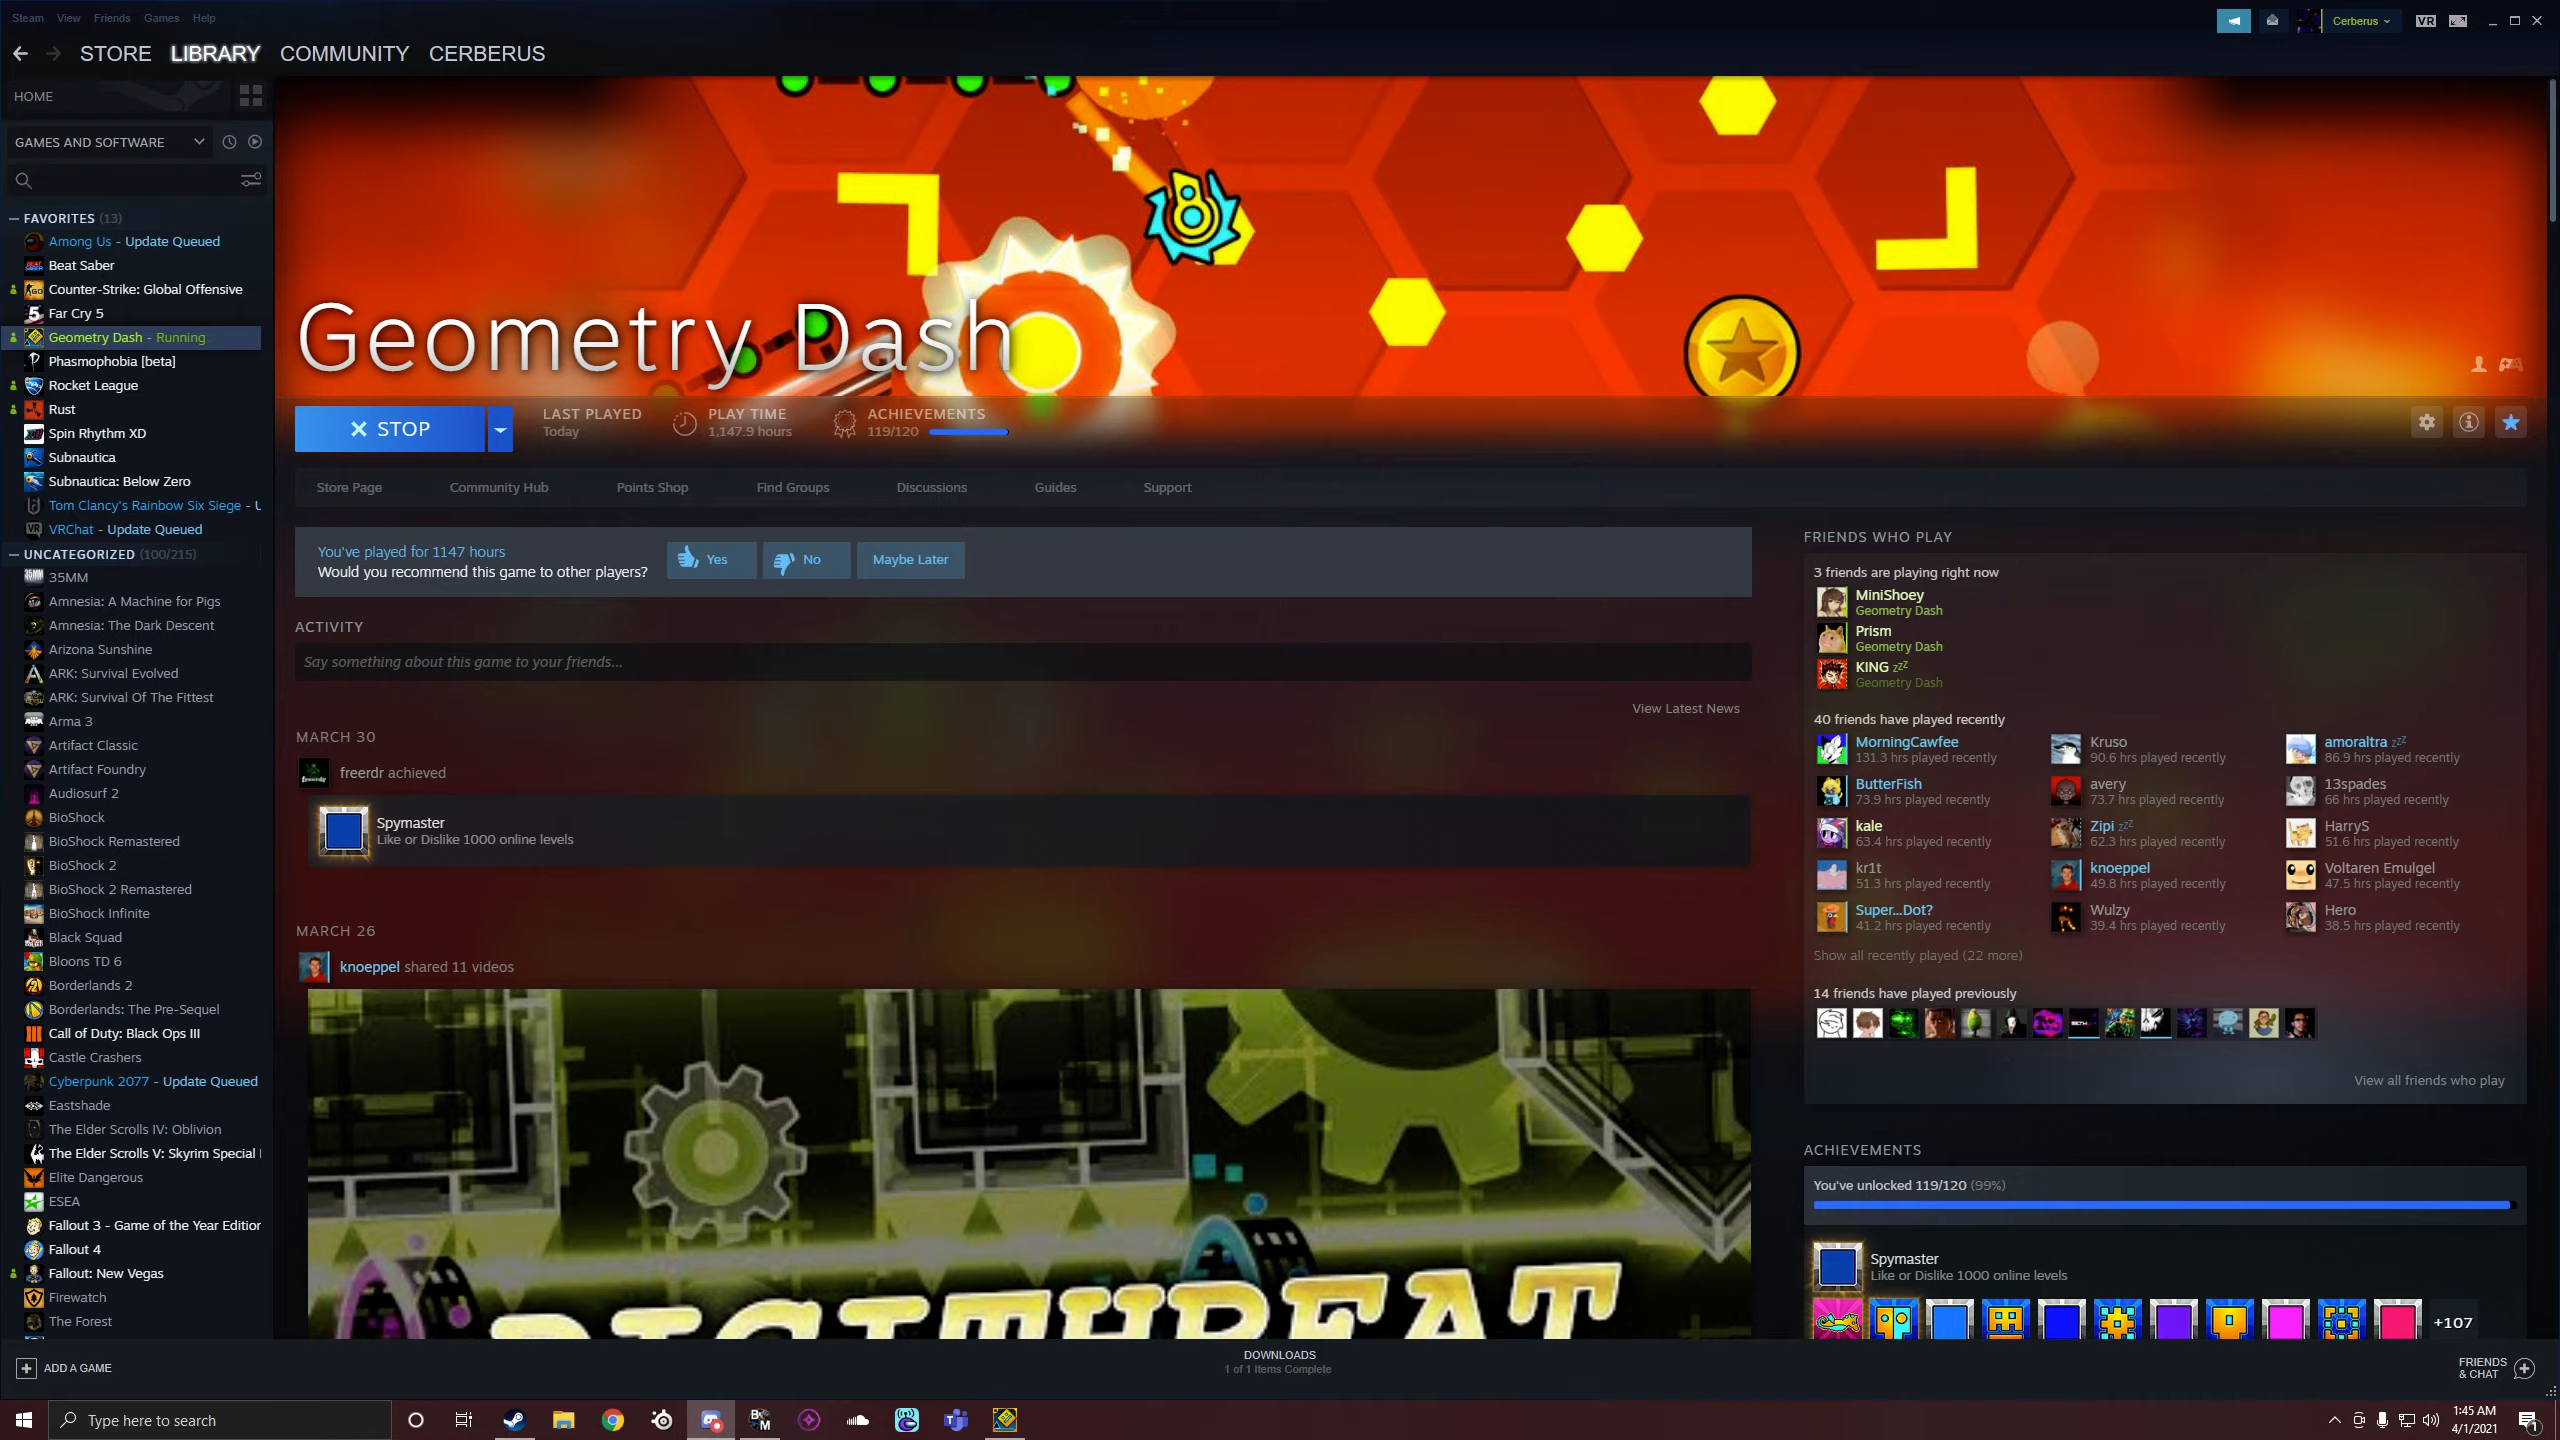 Steam View Friends Games Help
Cerberus
VR
STORE LIBRARY COMMUNITY CERBERUS
HOME
GAMES AND SOFTWARE
FAVORITES (13)
Among Us - Update Queued
Beat Saber
Counter-Strike: Global Offensive
Far Cry 5
Geometry Dash - Running
Phasmophobia [beta]
Rocket League
Rust
Spin Rhythm XD
Subnautica
Subnautica: Below Zero
Tom Clancy's Rainbow Six Siege - U
VRChat - Update Queued
UNCATEGORIZED (100/215)
35MM
Amnesia: A Machine for Pigs
Amnesia: The Dark Descent
Arizona Sunshine
ARK: Survival Evolved
ARK: Survival Of The Fittest
Arma 3
Artifact Classic
Artifact Foundry
Audiosurf 2
BioShock
BioShock Remastered
BioShock 2
BioShock 2 Remastered
BioShock Infinite
Black Squad
Bloons TD 6
Borderlands 2
Borderlands: The Pre-Sequel
Call of Duty: Black Ops III
Castle Crashers
Cyberpunk 2077 - Update Queued
Eastshade
The Elder Scrolls IV: Oblivion
The Elder Scrolls V: Skyrim Special
Elite Dangerous
ESEA
Fallout 3 - Game of the Year Edition
Fallout 4
Fallout: New Vegas
Firewatch
The Forest
ADD A GAME
Geometry Dash
STOP
LAST PLAYED
Today
PLAY TIME
1,147.9 hours
ACHIEVEMENTS
119/120
Store Page Community Hub Points Shop Find Groups Discussions Guides Support
You've played for 1147 hours
Would you recommend this game to other players?
Yes No Maybe Later
ACTIVITY
Say something about this game to your friends...
View Latest News
MARCH 30
freerdr achieved
Spymaster
Like or Dislike 1000 online levels
MARCH 26
knoeppel shared 11 videos
FRIENDS WHO PLAY
3 friends are playing right now
MiniShoey
Geometry Dash
Prism
Geometry Dash
KING zzz
Geometry Dash
40 friends have played recently
MorningCawfee Kruso amoraltra zzz
131.3 hrs played recently 90.6 hrs played recently 86.9 hrs played recently
ButterFish avery 13spades
73.9 hrs played recently 73.7 hrs played recently 66 hrs played recently
kale Zipi zzz HarryS
63.4 hrs played recently 62.3 hrs played recently 51.6 hrs played recently
kr1t knoeppel Voltaren Emulgel
51.3 hrs played recently 49.8 hrs played recently 47.5 hrs played recently
Super...Dot? Wulzy Hero
41.2 hrs played recently 39.4 hrs played recently 38.5 hrs played recently
Show all recently played (22 more)
14 friends have played previously
View all friends who play
ACHIEVEMENTS
You've unlocked 119/120 (99%)
Spymaster
Like or Dislike 1000 online levels
+107
DOWNLOADS
1 of 1 Items Complete
FRIENDS
& CHAT
Type here to search
1:45 AM
4/1/2021